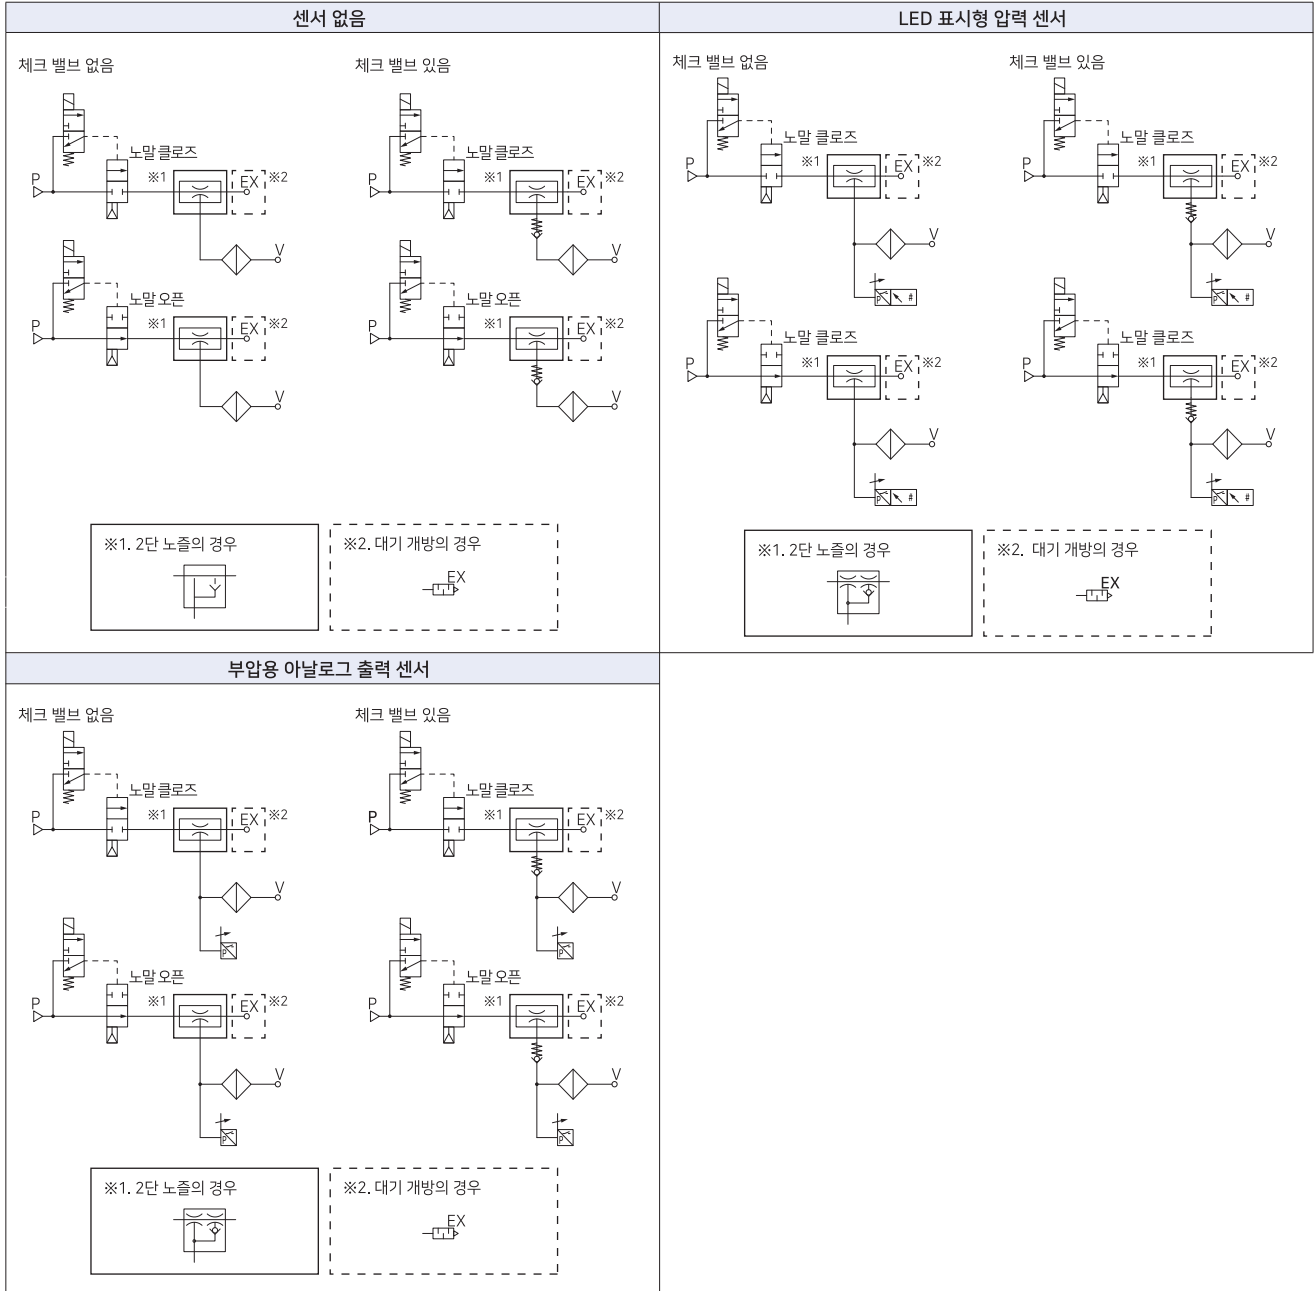 센서 없음
체크 밸브 없음
노말 클로즈
P
※1
EX
※2
V
노말 오픈
P
※1
EX
※2
V
체크 밸브 있음
노말 클로즈
P
※1
EX
※2
V
노말 오픈
P
※1
EX
※2
V
※1. 2단 노즐의 경우
※2. 대기 개방의 경우
EX
LED 표시형 압력 센서
체크 밸브 없음
노말 클로즈
P
※1
EX
※2
V
P #
노말 클로즈
P
※1
EX
※2
V
P #
체크 밸브 있음
노말 클로즈
P
※1
EX
※2
V
P #
노말 클로즈
P
※1
EX
※2
V
P #
※1. 2단 노즐의 경우
※2. 대기 개방의 경우
EX
부압용 아날로그 출력 센서
체크 밸브 없음
노말 클로즈
P
※1
EX
※2
V
P
노말 오픈
P
※1
EX
※2
V
P
체크 밸브 있음
노말 클로즈
P
※1
EX
※2
V
P
노말 오픈
P
※1
EX
※2
V
P
※1. 2단 노즐의 경우
※2. 대기 개방의 경우
EX